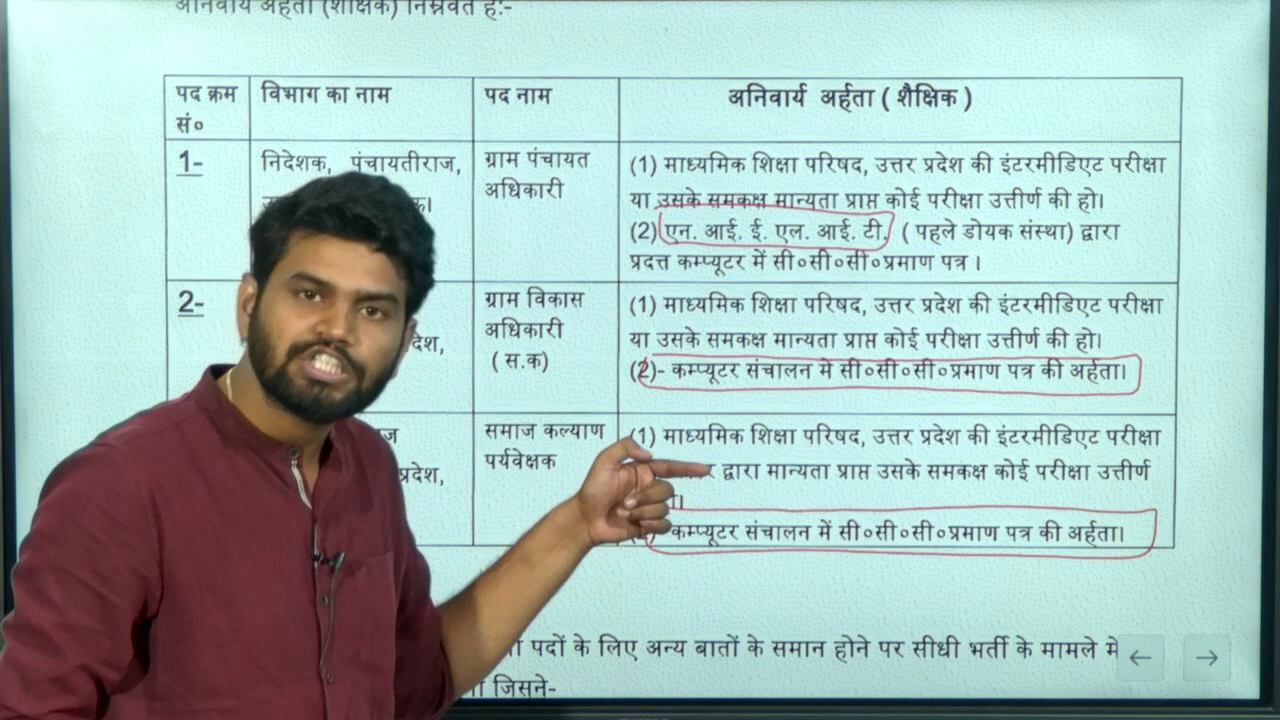 अनिवार्य अर्हता (शैक्षिक) निम्नवत है:-
पद क्रम सं०
विभाग का नाम
पद नाम
अनिवार्य अर्हता ( शैक्षिक )
1-
निदेशक, पंचायतीराज,
ग्राम पंचायत
अधिकारी
(1) माध्यमिक शिक्षा परिषद, उत्तर प्रदेश की इंटरमीडिएट परीक्षा
या उसके समकक्ष मान्यता प्राप्त कोई परीक्षा उत्तीर्ण की हो।
(2) एन. आई. ई. एल. आई. टी. ( पहले डोयक संस्था) द्वारा
प्रदत्त कम्प्यूटर में सी०सी०सी०प्रमाण पत्र ।
2-
ग्राम विकास
अधिकारी
( स.क)
(1) माध्यमिक शिक्षा परिषद, उत्तर प्रदेश की इंटरमीडिएट परीक्षा
या उसके समकक्ष मान्यता प्राप्त कोई परीक्षा उत्तीर्ण की हो।
(2)- कम्प्यूटर संचालन मे सी०सी०सी०प्रमाण पत्र की अर्हता।
समाज कल्याण
पर्यवेक्षक
(1) माध्यमिक शिक्षा परिषद, उत्तर प्रदेश की इंटरमीडिएट परीक्षा
द्वारा मान्यता प्राप्त उसके समकक्ष कोई परीक्षा उत्तीर्ण
कम्प्यूटर संचालन में सी०सी०सी०प्रमाण पत्र की अर्हता।
पदों के लिए अन्य बातों के समान होने पर सीधी भर्ती के मामले मे
जिसने-